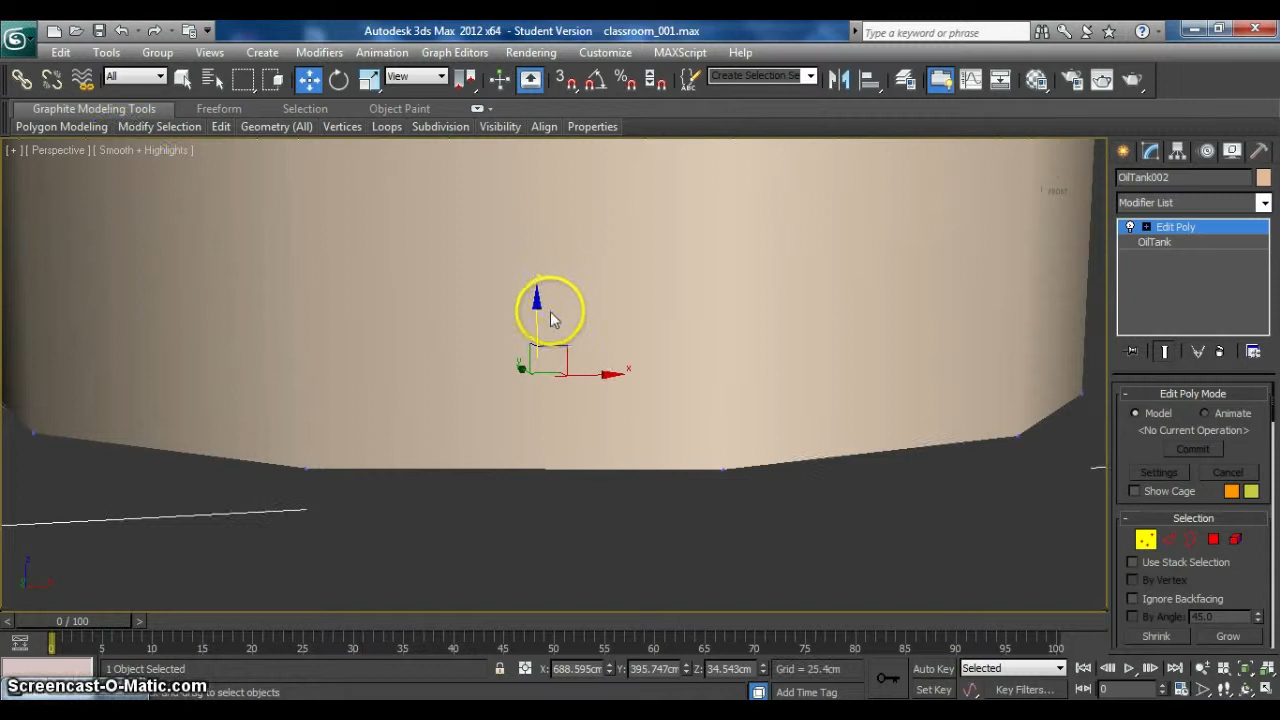 Autodesk 3ds Max 2012 x64 - Student Version classroom_001.max
Type a keyword or phrase
Edit Tools Group Views Create Modifiers Animation Graph Editors Rendering Customize MAXScript Help
All
View
3
Create Selection Se
Graphite Modeling Tools Freeform Selection Object Paint
Polygon Modeling Modify Selection Edit Geometry (All) Vertices Loops Subdivision Visibility Align Properties
[ + ] [ Perspective ] [ Smooth + Highlights ]
FRONT
OilTank002
Modifier List
Edit Poly
OilTank
y
x
Edit Poly Mode
Model Animate
<No Current Operation>
Commit
Settings Cancel
Show Cage
Selection
Use Stack Selection
By Vertex
Ignore Backfacing
By Angle: 45.0
Shrink Grow
z
0 / 100
0 5 10 15 20 25 30 35 40 45 50 55 60 65 70 75 80 85 90 95 100
1 Object Selected X: 688.595cm Y: 395.747cm Z: 34.543cm Grid = 25.4cm Auto Key Selected
Screencast-O-Matic.com
and drag to select objects Add Time Tag Set Key Key Filters... 0